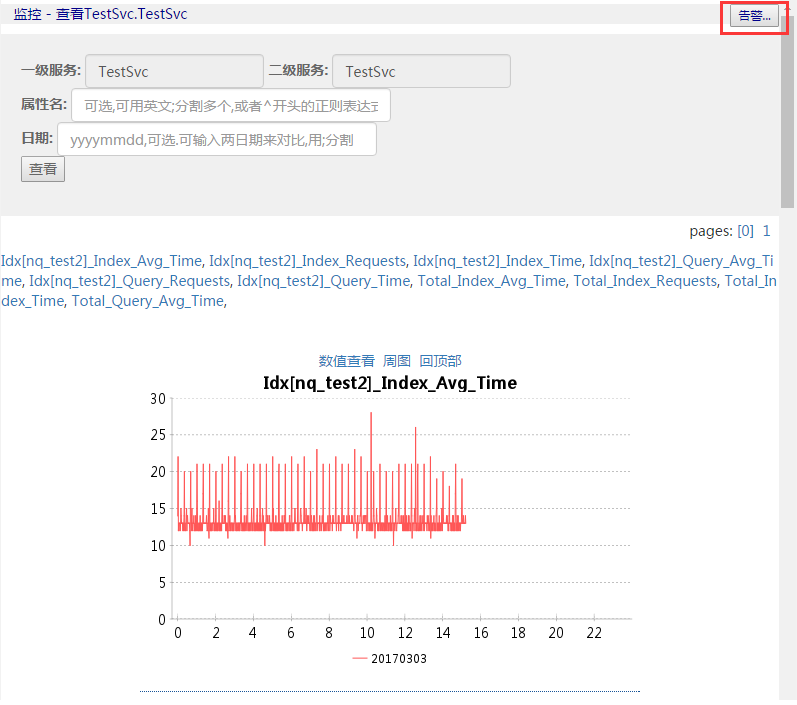 监控 - 查看TestSvc.TestSvc
告警...
一级服务: TestSvc 二级服务: TestSvc
属性名: 可选,可用英文;分割多个,或者^开头的正则表达式
日期: yyyymmdd,可选.可输入两日期来对比,用;分割
查看
pages: [0] 1
Idx[nq_test2]_Index_Avg_Time, Idx[nq_test2]_Index_Requests, Idx[nq_test2]_Index_Time, Idx[nq_test2]_Query_Avg_Ti
me, Idx[nq_test2]_Query_Requests, Idx[nq_test2]_Query_Time, Total_Index_Avg_Time, Total_Index_Requests, Total_In
dex_Time, Total_Query_Avg_Time,
数值查看 周图 回顶部
Idx[nq_test2]_Index_Avg_Time
30
25
20
15
10
5
0
0 2 4 6 8 10 12 14 16 18 20 22
20170303